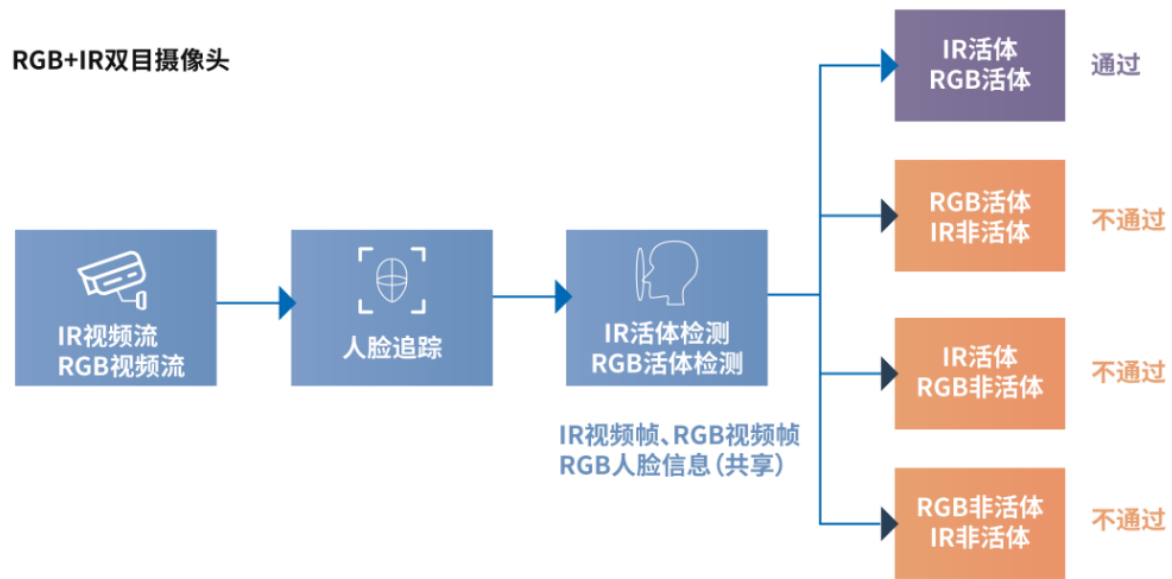 RGB+IR双目摄像头
IR视频流
RGB视频流
人脸追踪
IR活体检测
RGB活体检测
IR视频帧、RGB视频帧
RGB人脸信息（共享）
IR活体
RGB活体
通过
RGB活体
IR非活体
不通过
IR活体
RGB非活体
不通过
RGB非活体
IR非活体
不通过